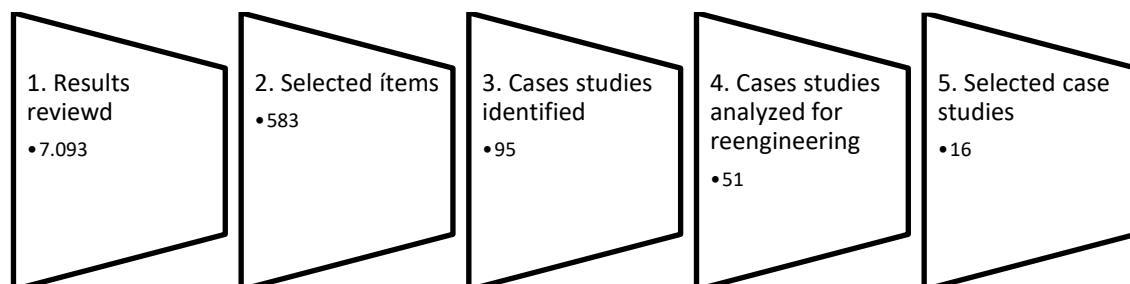 1. Results
reviewd
•7.093
2. Selected ítems
•583
3. Cases studies
identified
•95
4. Cases studies
analyzed for
reengineering
•51
5. Selected case
studies
•16